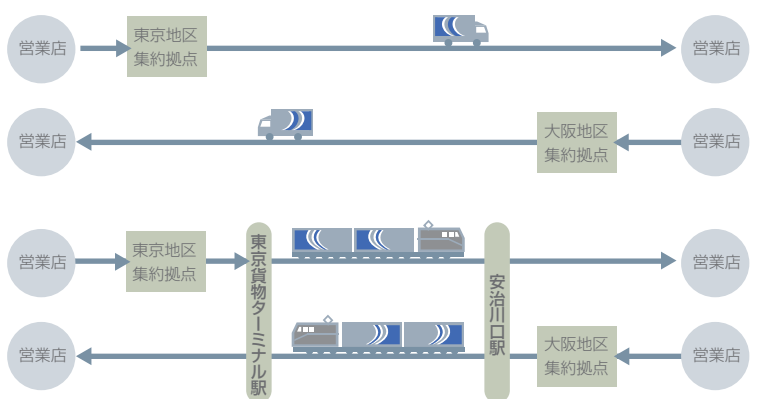 営業店
東京地区
集約拠点
営業店
営業店
大阪地区
集約拠点
営業店
営業店
東京地区
集約拠点
東京貨物ターミナル駅
安治川口駅
営業店
営業店
大阪地区
集約拠点
営業店